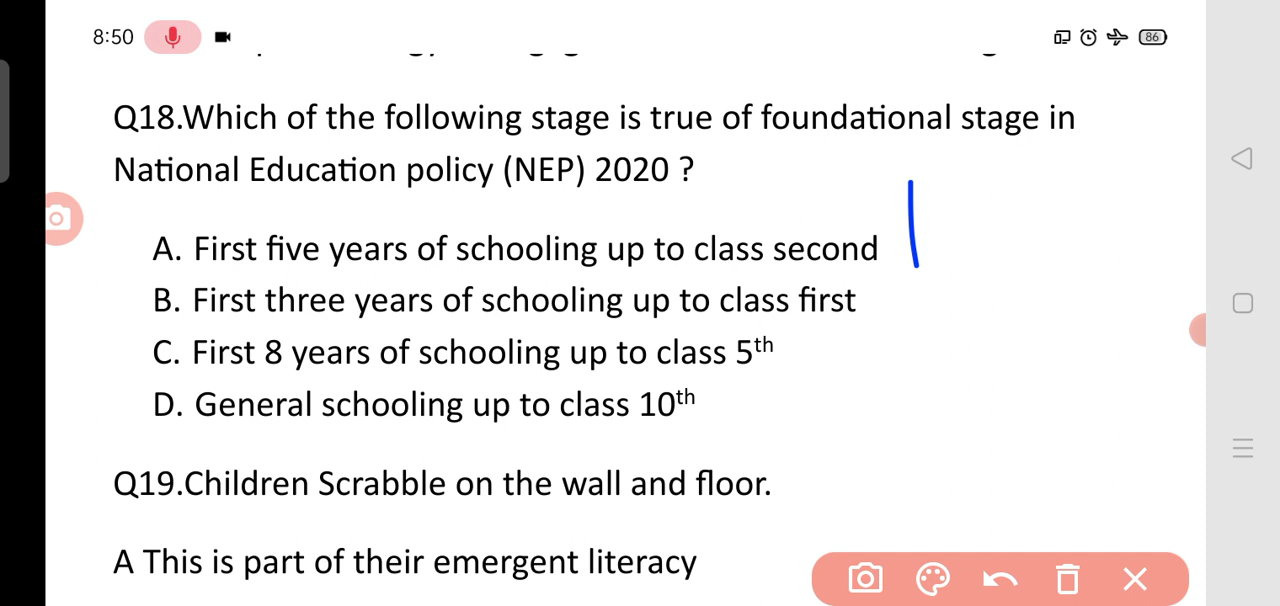 8:50
86
Q18.Which of the following stage is true of foundational stage in
National Education policy (NEP) 2020 ?
A. First five years of schooling up to class second
B. First three years of schooling up to class first
C. First 8 years of schooling up to class 5th
D. General schooling up to class 10th
Q19.Children Scrabble on the wall and floor.
A This is part of their emergent literacy